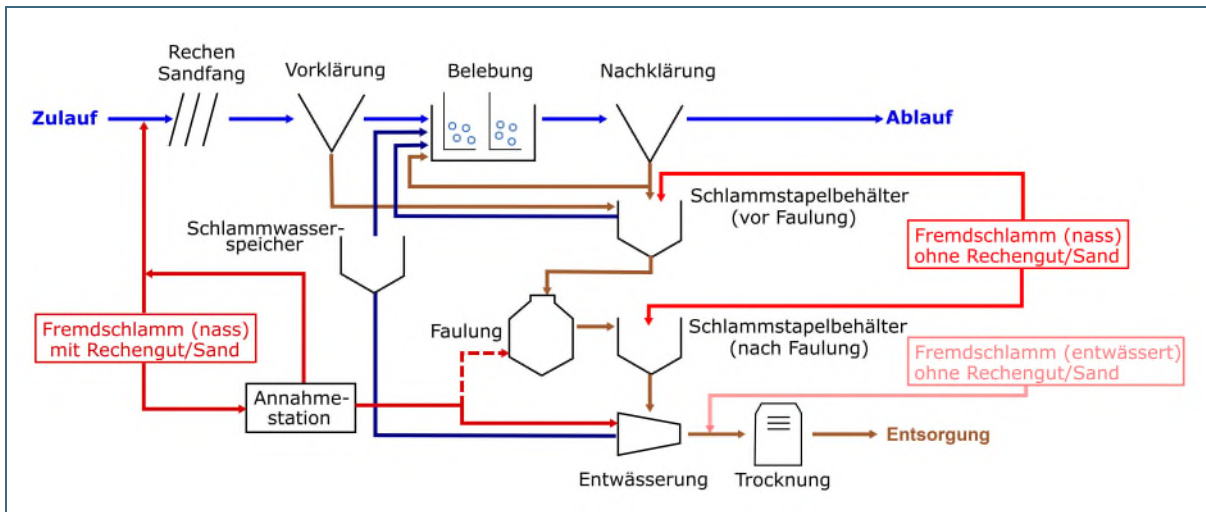 Rechen
Sandfang
Vorklärung
Belebung
Nachklärung
Zulauf
Ablauf
Schlammstapelbehälter
(vor Faulung)
Schlammwasser-
speicher
Fremdschlamm (nass)
ohne Rechengut/Sand
Fremdschlamm (nass)
mit Rechengut/Sand
Faulung
Schlammstapelbehälter
(nach Faulung)
Fremdschlamm (entwässert)
ohne Rechengut/Sand
Annahme-
station
Entsorgung
Entwässerung
Trocknung